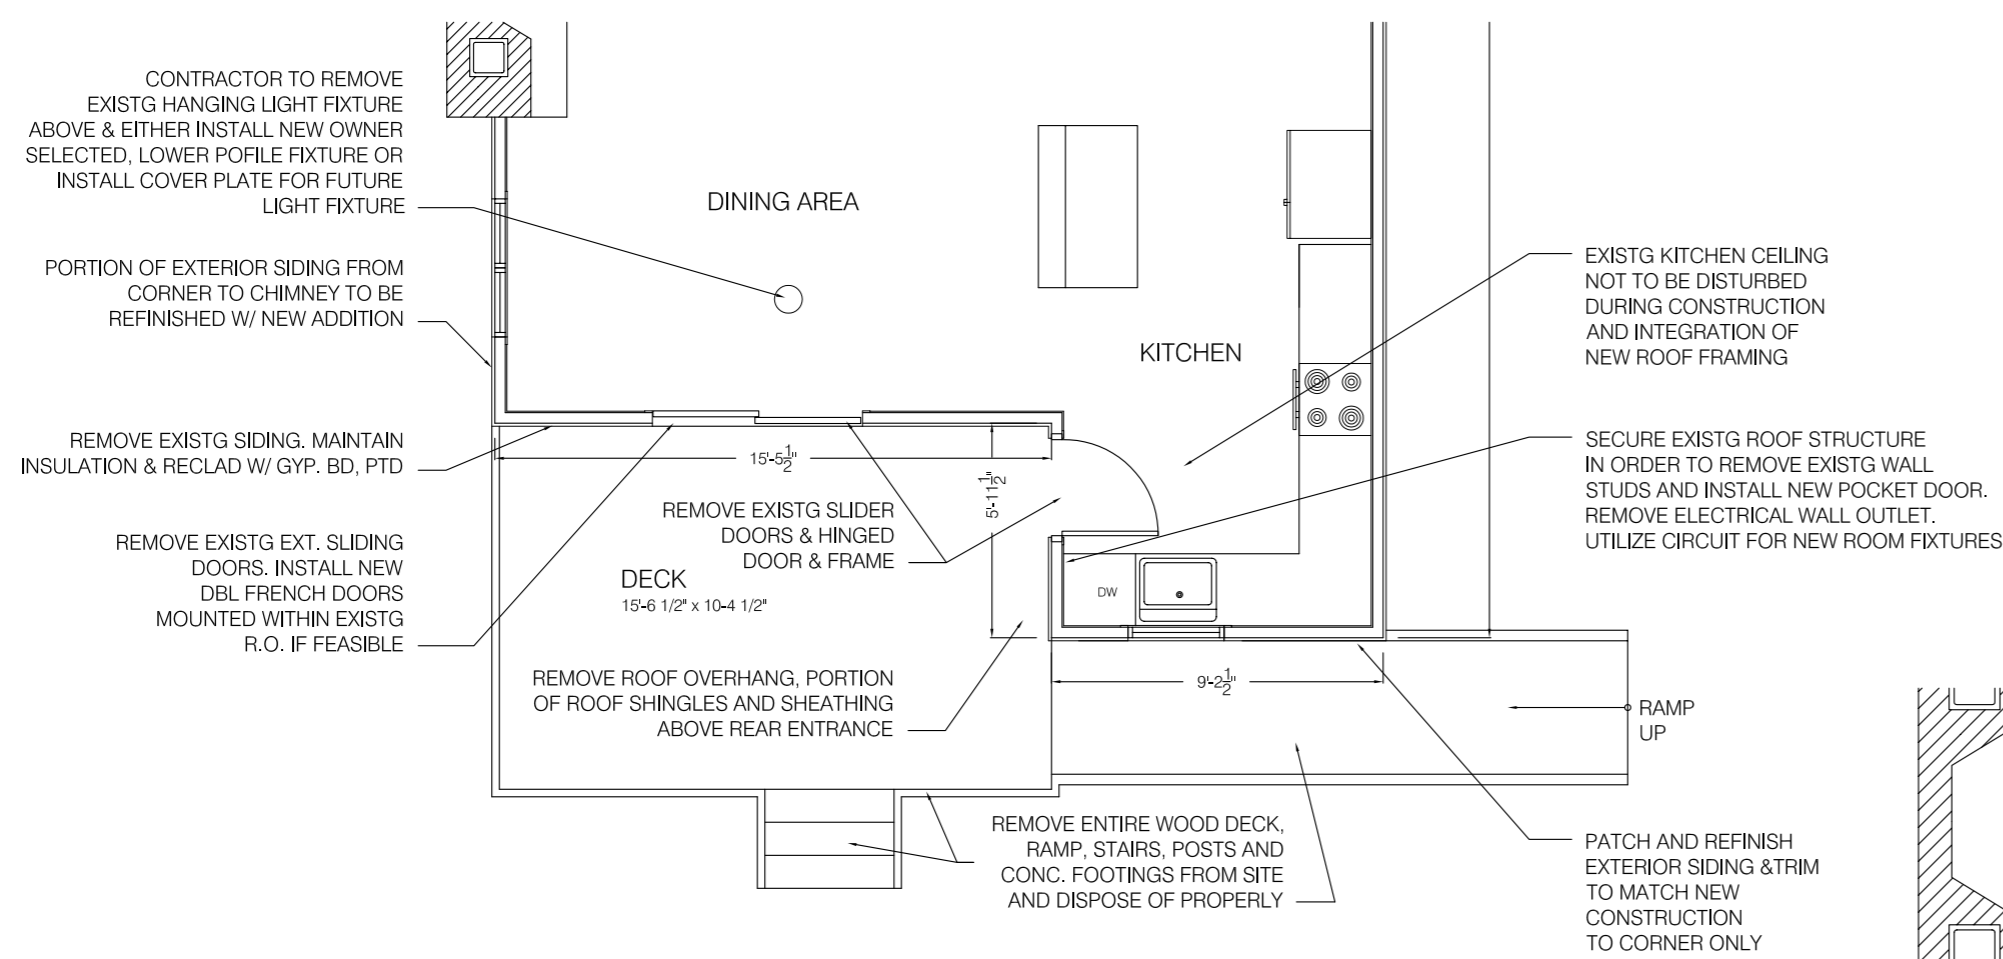 CONTRACTOR TO REMOVE
EXISTG HANGING LIGHT FIXTURE
ABOVE & EITHER INSTALL NEW OWNER
SELECTED, LOWER POFILE FIXTURE OR
INSTALL COVER PLATE FOR FUTURE
LIGHT FIXTURE
PORTION OF EXTERIOR SIDING FROM
CORNER TO CHIMNEY TO BE
REFINISHED W/ NEW ADDITION
REMOVE EXISTG SIDING. MAINTAIN
INSULATION & RECLAD W/ GYP. BD, PTD
REMOVE EXISTG EXT. SLIDING
DOORS. INSTALL NEW
DBL FRENCH DOORS
MOUNTED WITHIN EXISTG
R.O. IF FEASIBLE
DINING AREA
KITCHEN
15'-5 1/2"
5'-11 1/2"
REMOVE EXISTG SLIDER
DOORS & HINGED
DOOR & FRAME
DECK
15'-6 1/2" x 10-4 1/2"
DW
REMOVE ROOF OVERHANG, PORTION
OF ROOF SHINGLES AND SHEATHING
ABOVE REAR ENTRANCE
9'-2 1/2"
REMOVE ENTIRE WOOD DECK,
RAMP, STAIRS, POSTS AND
CONC. FOOTINGS FROM SITE
AND DISPOSE OF PROPERLY
EXISTG KITCHEN CEILING
NOT TO BE DISTURBED
DURING CONSTRUCTION
AND INTEGRATION OF
NEW ROOF FRAMING
SECURE EXISTG ROOF STRUCTURE
IN ORDER TO REMOVE EXISTG WALL
STUDS AND INSTALL NEW POCKET DOOR.
REMOVE ELECTRICAL WALL OUTLET.
UTILIZE CIRCUIT FOR NEW ROOM FIXTURES
RAMP
UP
PATCH AND REFINISH
EXTERIOR SIDING &TRIM
TO MATCH NEW
CONSTRUCTION
TO CORNER ONLY